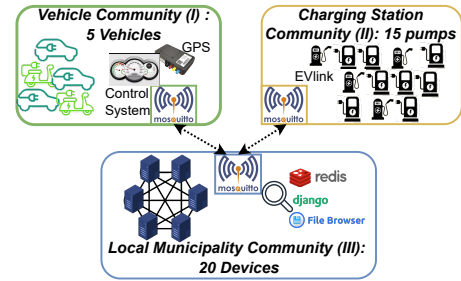 Vehicle Community (I) :
5 Vehicles
GPS
Control
System
mosquitto
Charging Station
Community (II): 15 pumps
EVlink
mosquitto
mosquitto
redis
django
File Browser
Local Municipality Community (III):
20 Devices